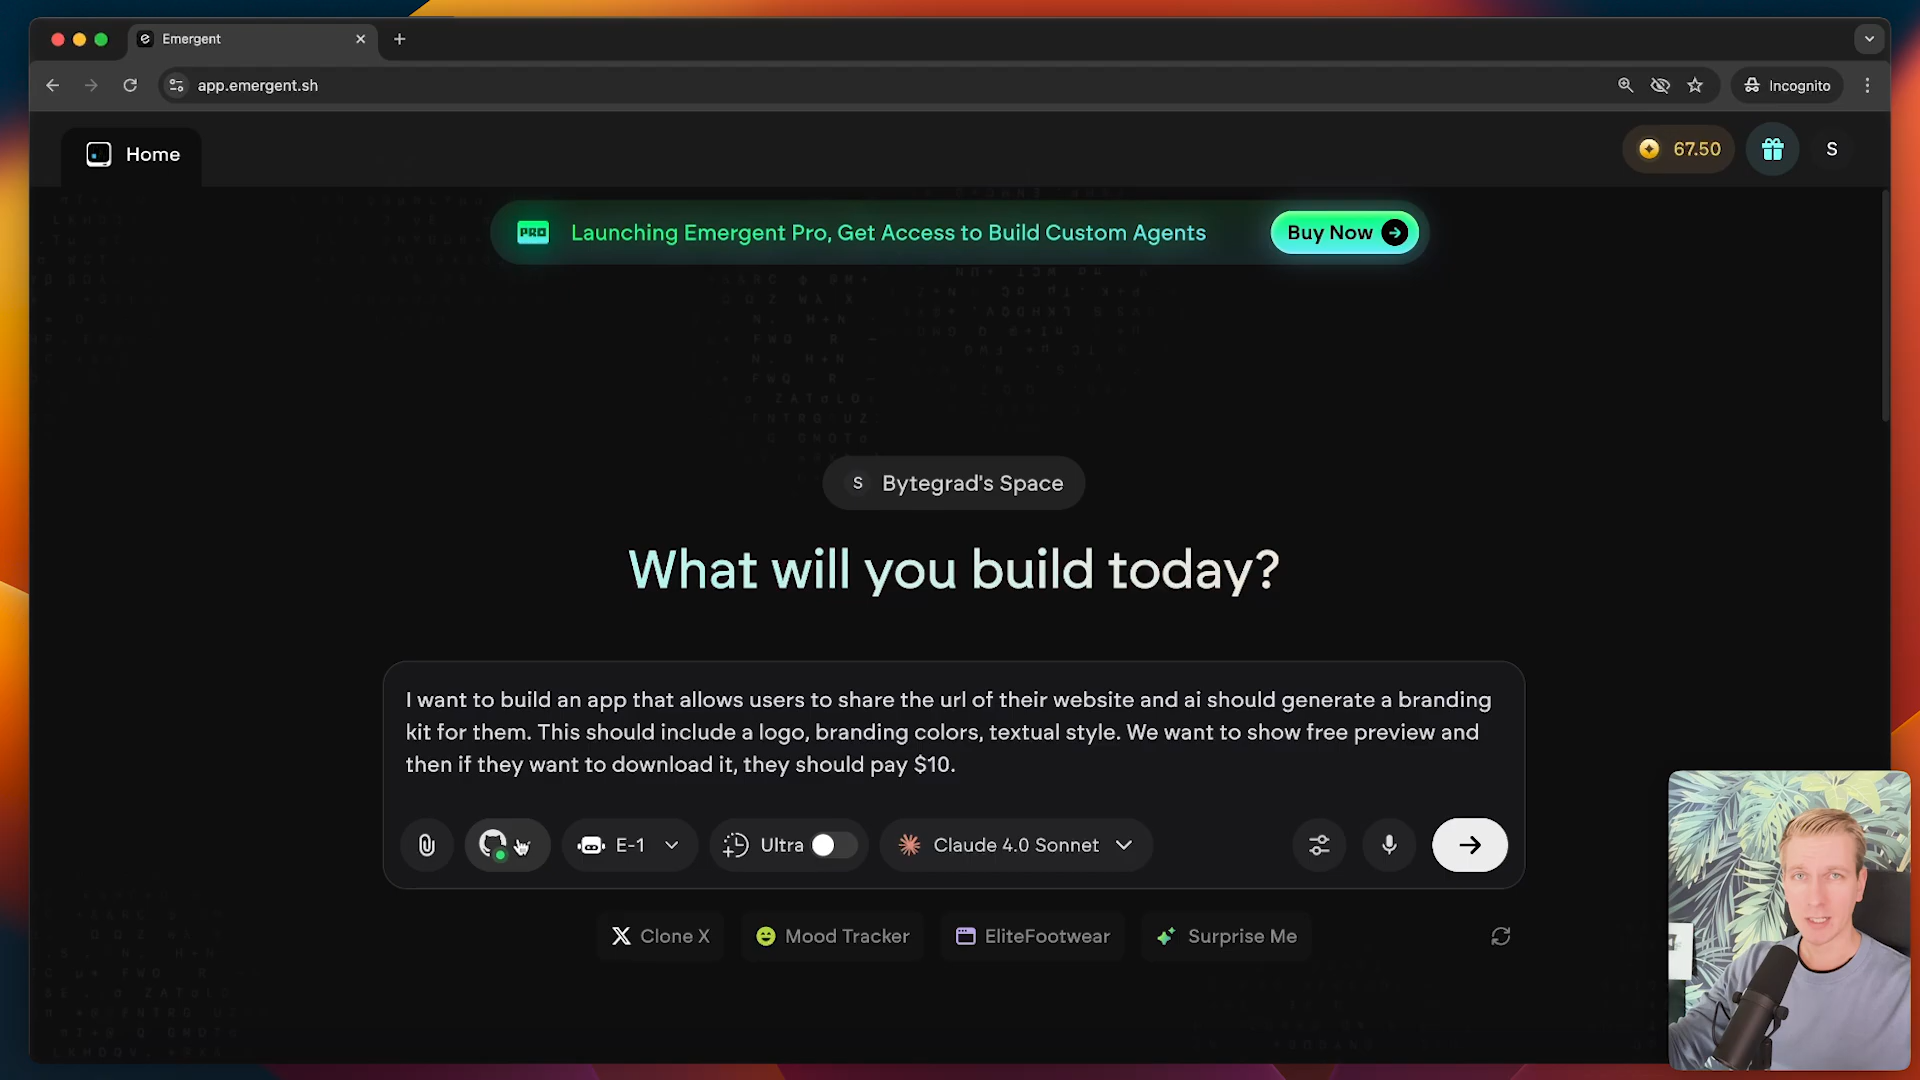 Emergent
app.emergent.sh
Incognito
Home
67.50
S
PRO
Launching Emergent Pro, Get Access to Build Custom Agents
Buy Now
S Bytegrad's Space
What will you build today?
I want to build an app that allows users to share the url of their website and ai should generate a branding
kit for them. This should include a logo, branding colors, textual style. We want to show free preview and
then if they want to download it, they should pay $10.
E-1
Ultra
Claude 4.0 Sonnet
Clone X
Mood Tracker
EliteFootwear
Surprise Me